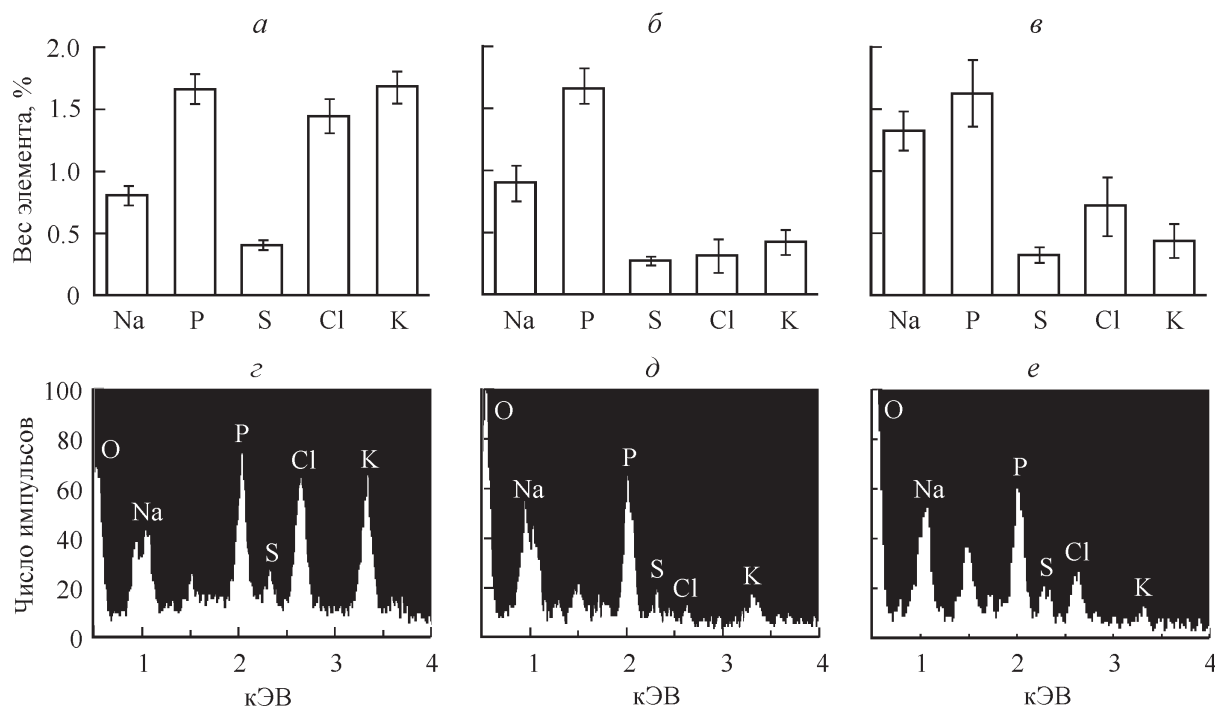 а б в
Вес элемента, %
2.0
1.5
1.0
0.5
0
Na P S Cl K
Na P S Cl K
Na P S Cl K
г д е
Число импульсов
100
80
60
40
20
0
O Na P S Cl K
O Na P S Cl K
O Na P S Cl K
1 2 3 4
1 2 3 4
1 2 3 4
кЭВ кЭВ кЭВ